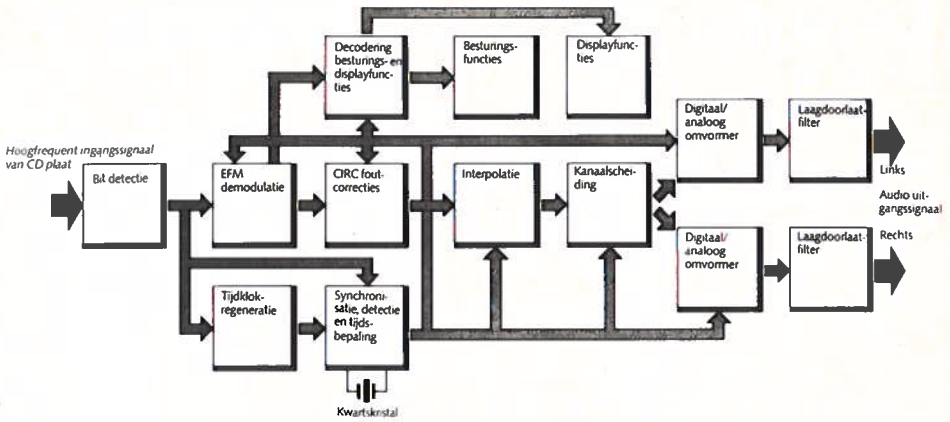 Decodering
besturings- en
displayfunc-
ties
Besturings-
functies
Displayfunc-
ties
Digitaal/
analoog
omvormer
Laagdoorlaat-
filter
Hoogfrequent ingangssignaal
van CD plaat
Bit detectie
EFM
demodulatie
CIRC fout-
correcties
Interpolatie
Kanaalschei-
ding
Links
Audio uit-
gangssignaal
Rechts
Digitaal/
analoog
omvormer
Laagdoorlaat-
filter
Tijdklok-
regeneratie
Synchroni-
satie, detectie
en tijds-
bepaling
Kwartskristal